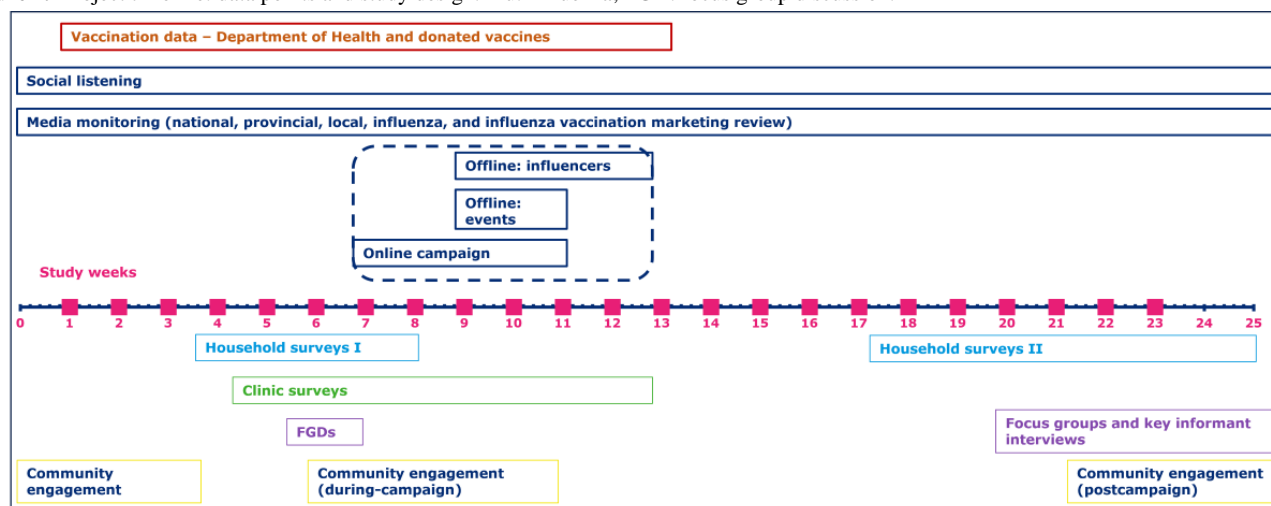 Vaccination data – Department of Health and donated vaccines
Social listening
Media monitoring (national, provincial, local, influenza, and influenza vaccination marketing review)
Offline: influencers
Offline:
events
Online campaign
Study weeks
0 1 2 3 4 5 6 7 8 9 10 11 12 13 14 15 16 17 18 19 20 21 22 23 24 25
Household surveys I
Household surveys II
Clinic surveys
FGDs
Focus groups and key informant
interviews
Community
engagement
Community engagement
(during-campaign)
Community engagement
(postcampaign)